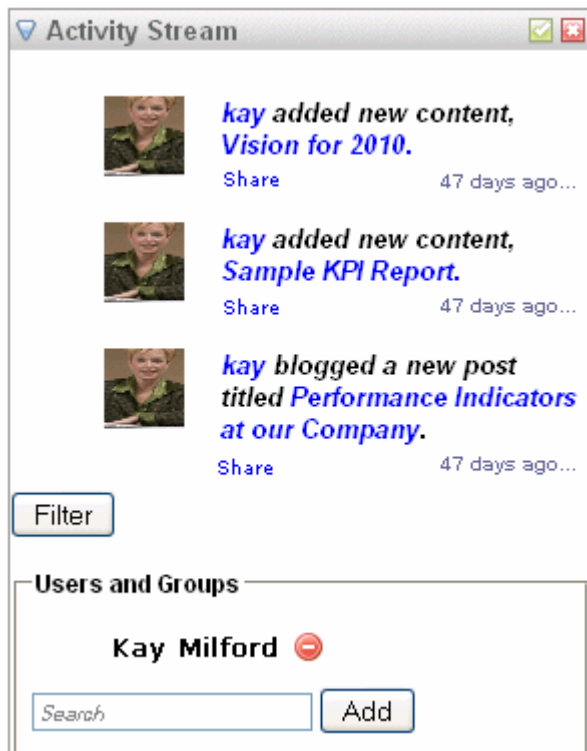 Activity Stream
kay added new content,
Vision for 2010.
Share 47 days ago...
kay added new content,
Sample KPI Report.
Share 47 days ago...
kay blogged a new post
titled Performance Indicators
at our Company.
Share 47 days ago...
Filter
Users and Groups
Kay Milford
Search Add